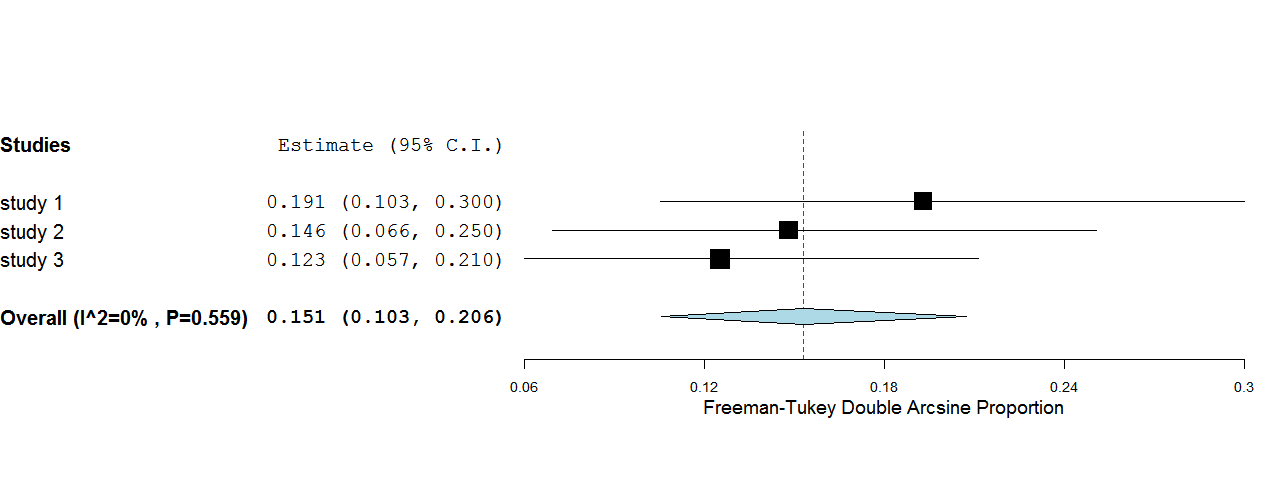 Studies Estimate (95% C.I.)
study 1 0.191 (0.103, 0.300)
study 2 0.146 (0.066, 0.250)
study 3 0.123 (0.057, 0.210)
Overall (I^2=0% , P=0.559) 0.151 (0.103, 0.206)
0.06 0.12 0.18 0.24 0.3
Freeman-Tukey Double Arcsine Proportion